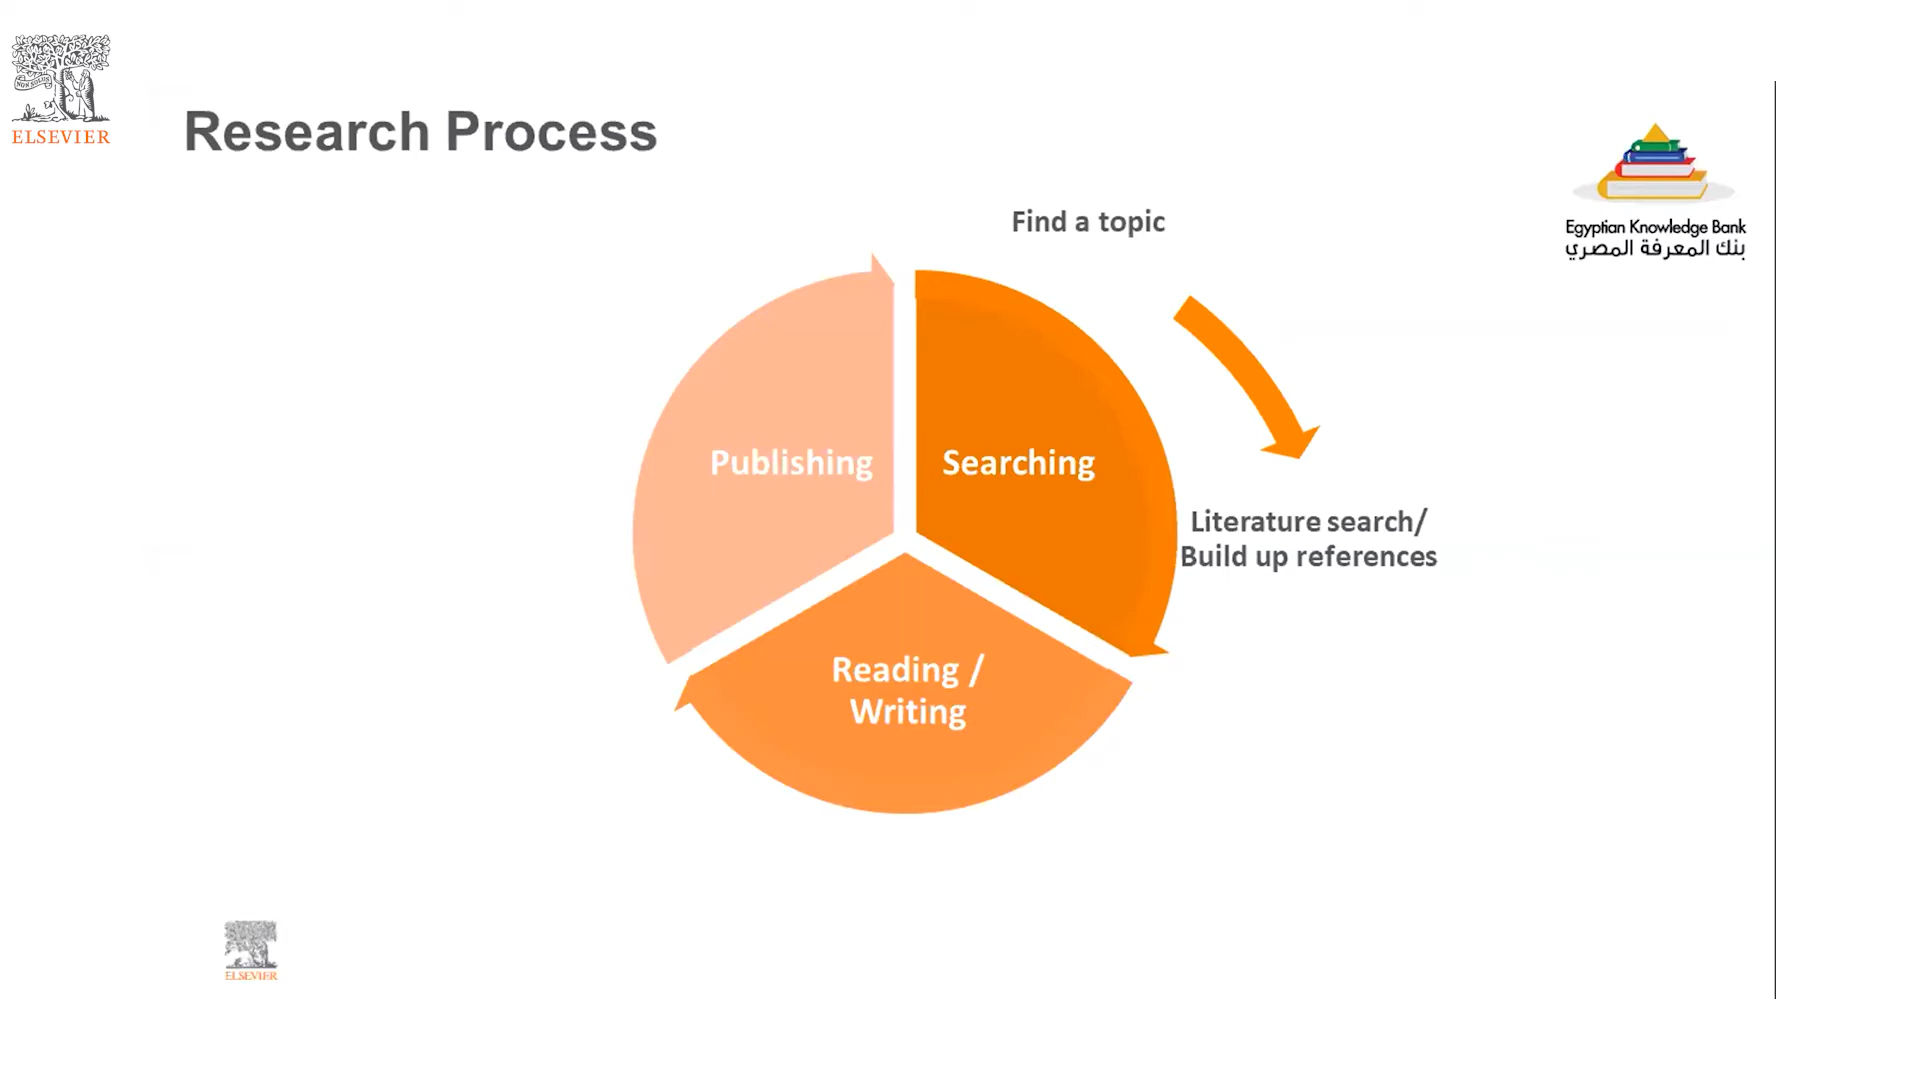 ELSEVIER
Research Process
Egyptian Knowledge Bank
بنك المعرفة المصري
Find a topic
Publishing
Searching
Literature search/
Build up references
Reading /
Writing
ELSEVIER